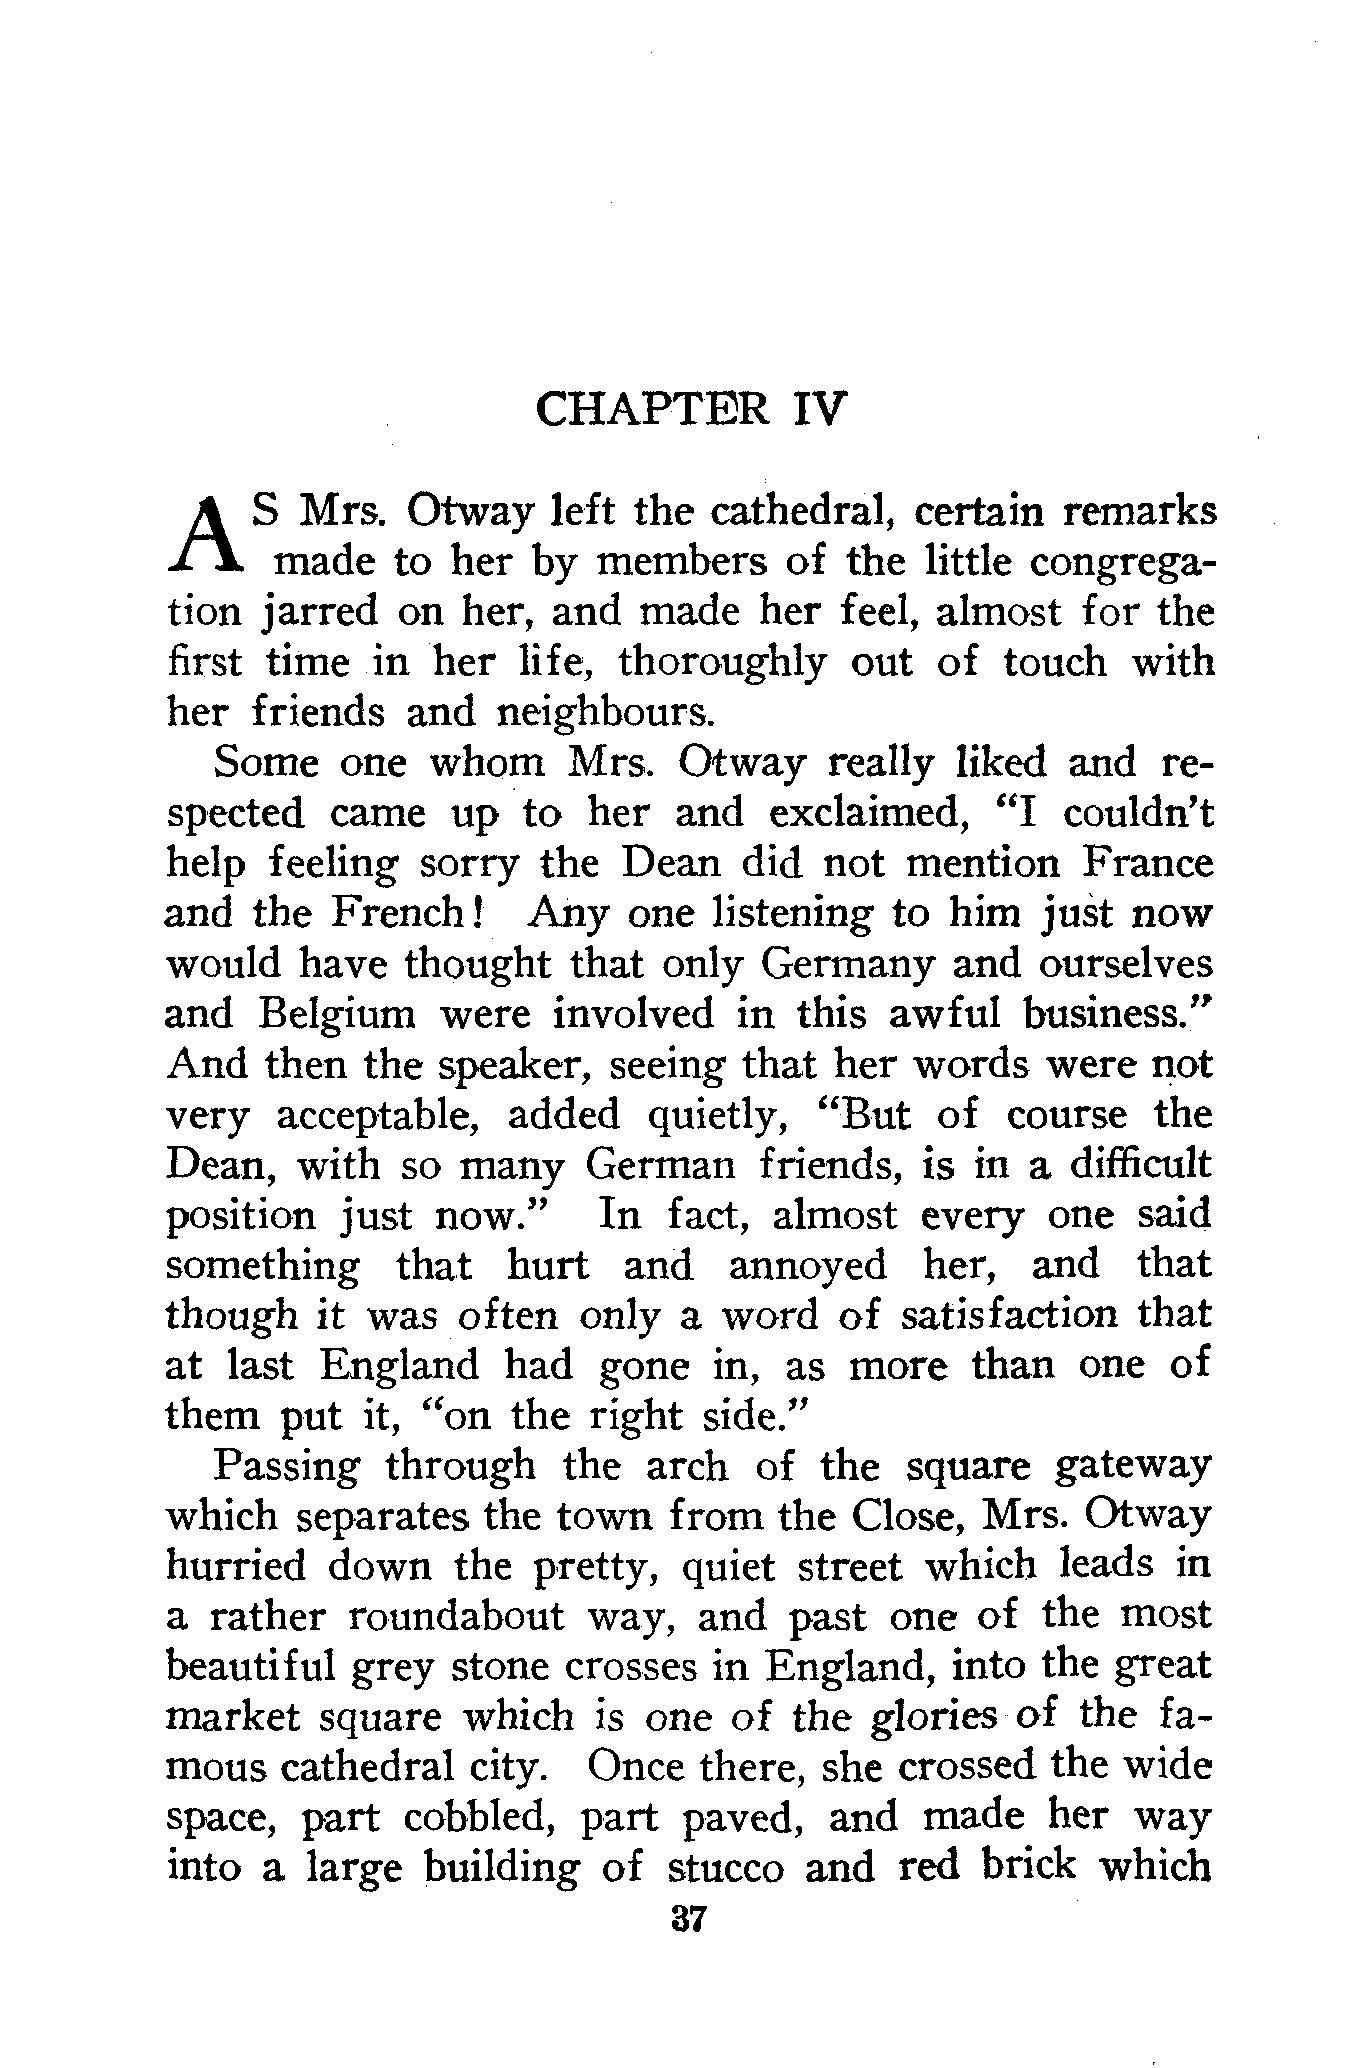 CHAPTER IV
AS Mrs. Otway left the cathedral, certain remarks
made to her by members of the little congrega-
tion jarred on her, and made her feel, almost for the
first time in her life, thoroughly out of touch with
her friends and neighbours.
Some one whom Mrs. Otway really liked and re-
spected came up to her and exclaimed, "I couldn't
help feeling sorry the Dean did not mention France
and the French! Any one listening to him just now
would have thought that only Germany and ourselves
and Belgium were involved in this awful business."
And then the speaker, seeing that her words were not
very acceptable, added quietly, "But of course the
Dean, with so many German friends, is in a difficult
position just now." In fact, almost every one said
something that hurt and annoyed her, and that
though it was often only a word of satisfaction that
at last England had gone in, as more than one of
them put it, "on the right side."
Passing through the arch of the square gateway
which separates the town from the Close, Mrs. Otway
hurried down the pretty, quiet street which leads in
a rather roundabout way, and past one of the most
beautiful grey stone crosses in England, into the great
market square which is one of the glories of the fa-
mous cathedral city. Once there, she crossed the wide
space, part cobbled, part paved, and made her way
into a large building of stucco and red brick which
37